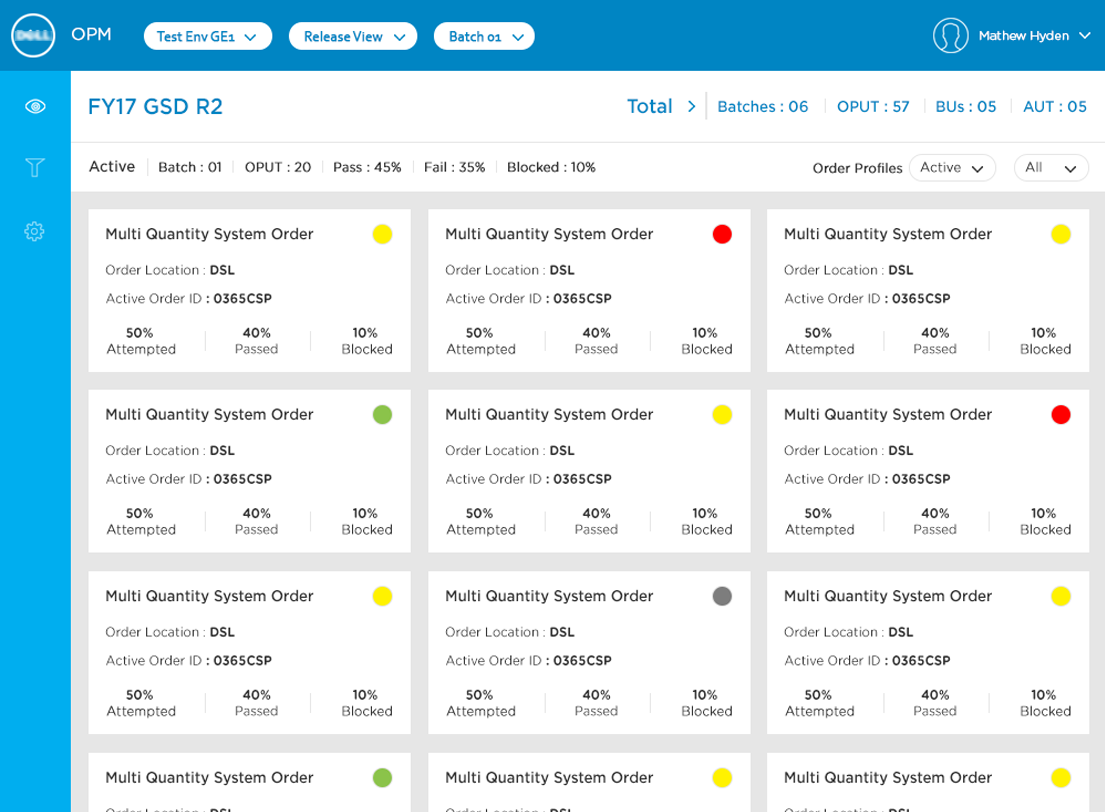 DELL OPM Test Env GE1 Release View Batch 01 Mathew Hyden
FY17 GSD R2 Total > Batches : 06 OPUT : 57 BUs : 05 AUT : 05
Active Batch : 01 OPUT : 20 Pass : 45% Fail : 35% Blocked : 10% Order Profiles Active All
Multi Quantity System Order Multi Quantity System Order Multi Quantity System Order
Order Location : DSL Order Location : DSL Order Location : DSL
Active Order ID : 0365CSP Active Order ID : 0365CSP Active Order ID : 0365CSP
50% 40% 10% 50% 40% 10% 50% 40% 10%
Attempted Passed Blocked Attempted Passed Blocked Attempted Passed Blocked
Multi Quantity System Order Multi Quantity System Order Multi Quantity System Order
Order Location : DSL Order Location : DSL Order Location : DSL
Active Order ID : 0365CSP Active Order ID : 0365CSP Active Order ID : 0365CSP
50% 40% 10% 50% 40% 10% 50% 40% 10%
Attempted Passed Blocked Attempted Passed Blocked Attempted Passed Blocked
Multi Quantity System Order Multi Quantity System Order Multi Quantity System Order
Order Location : DSL Order Location : DSL Order Location : DSL
Active Order ID : 0365CSP Active Order ID : 0365CSP Active Order ID : 0365CSP
50% 40% 10% 50% 40% 10% 50% 40% 10%
Attempted Passed Blocked Attempted Passed Blocked Attempted Passed Blocked
Multi Quantity System Order Multi Quantity System Order Multi Quantity System Order
Order Location : DSL Order Location : DSL Order Location : DSL